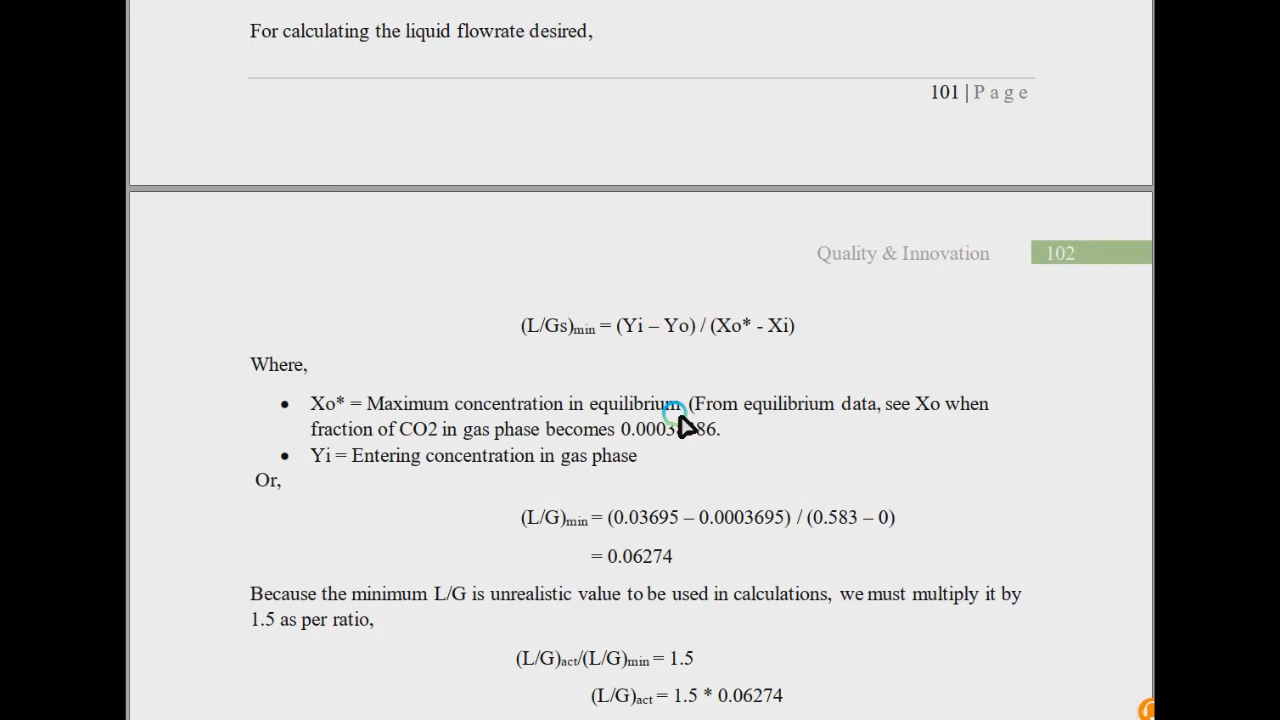 For calculating the liquid flowrate desired,
101 | P a g e
Quality & Innovation 102
(L/Gs)min = (Yi – Yo) / (Xo* - Xi)
Where,
• Xo* = Maximum concentration in equilibrium (From equilibrium data, see Xo when
fraction of CO2 in gas phase becomes
• Yi = Entering concentration in gas phase
Or,
(L/G)min = (0.03695 – 0.0003695) / (0.583 – 0)
= 0.06274
Because the minimum L/G is unrealistic value to be used in calculations, we must multiply it by
1.5 as per ratio,
(L/G)act/(L/G)min = 1.5
(L/G)act = 1.5 * 0.06274